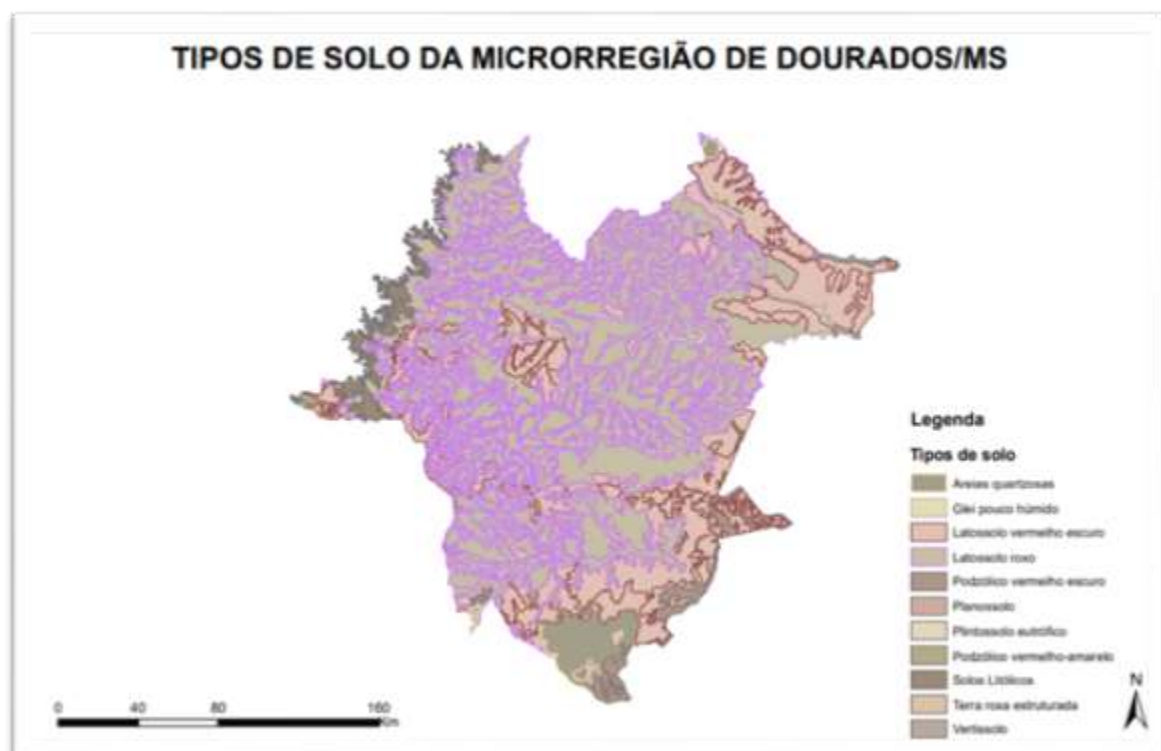 TIPOS DE SOLO DA MICRORREGIÃO DE DOURADOS/MS
Legenda
Tipos de solo
Areias quartzosas
Glei pouco húmido
Latossolo vermelho escuro
Latossolo roxo
Podzólico vermelho escuro
Planossolo
Plintossolo eutrófico
Podzólico vermelho-amarelo
Solos Litólicos
Terra roxa estruturada
Vertissolo
0 40 80 160
Km
N